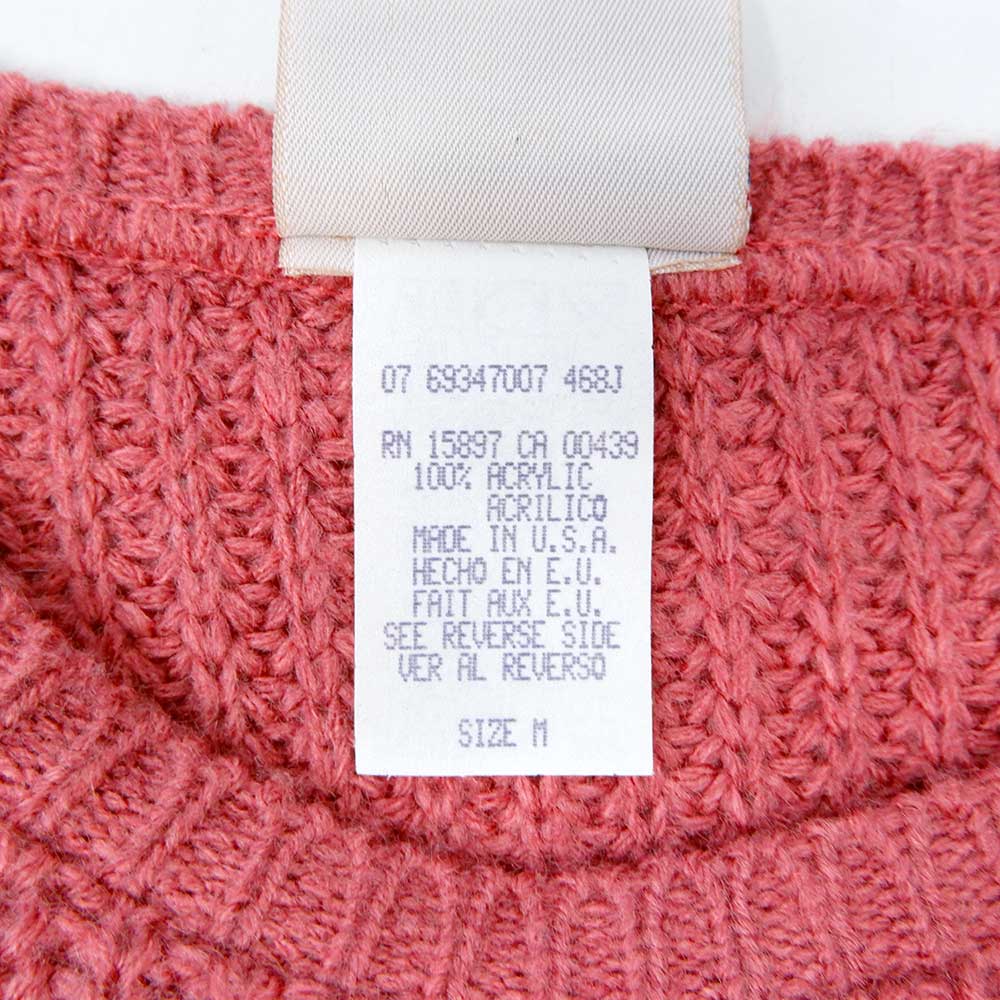 07 69347007 468J
RN 15897 CA 00439
100% ACRYLIC
ACRILICO
MADE IN U.S.A.
HECHO EN E.U.
FAIT AUX E.U.
SEE REVERSE SIDE
VER AL REVERSO
SIZE M